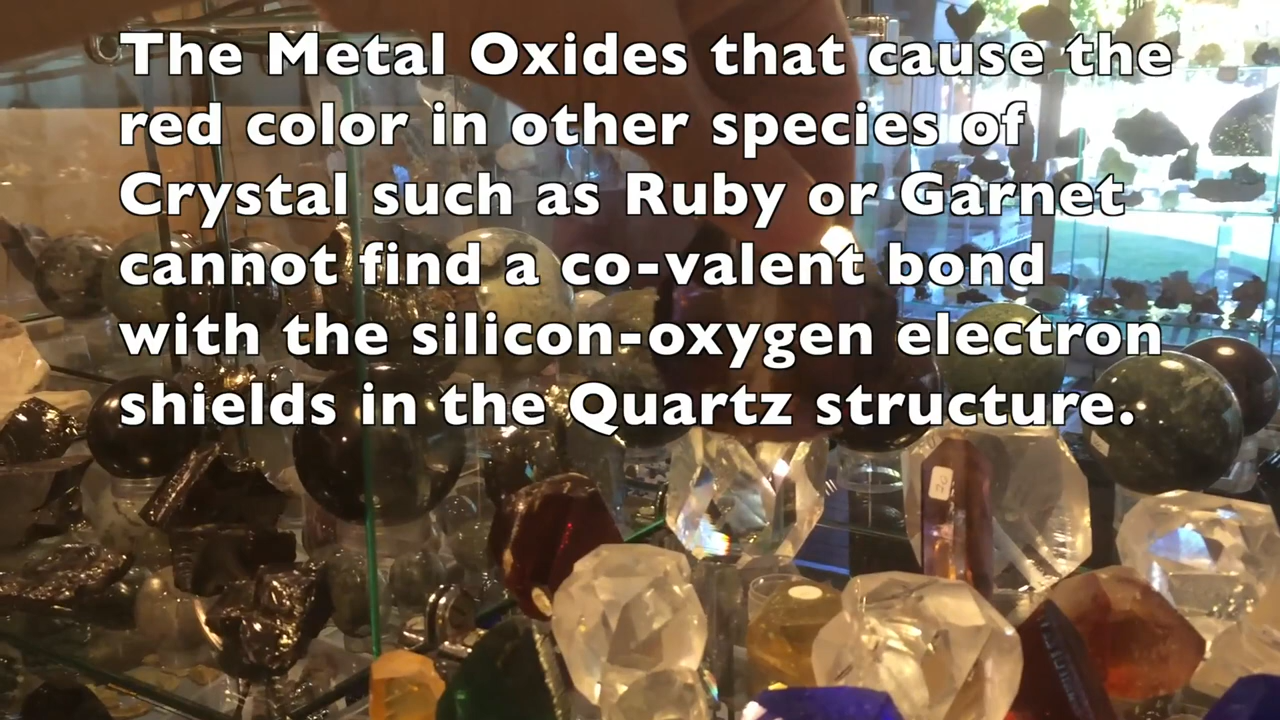 The Metal Oxides that cause the
red color in other species of
Crystal such as Ruby or Garnet
cannot find a co-valent bond
with the silicon-oxygen electron
shields in the Quartz structure.